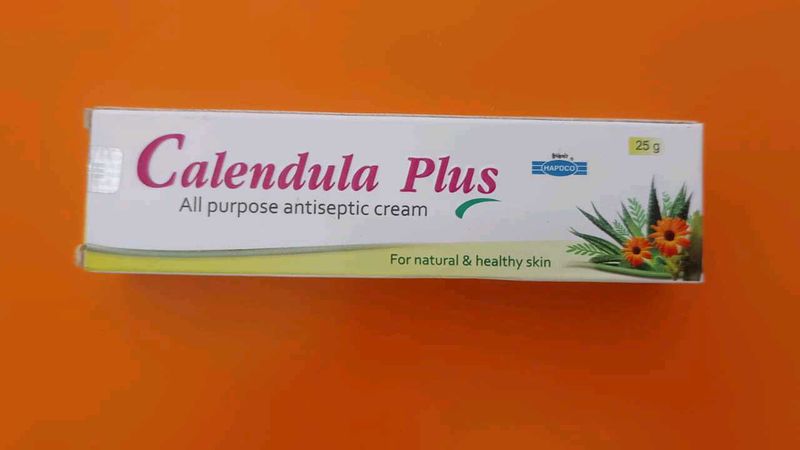 Calendula Plus
All purpose antiseptic cream
HAPDCO
25 g
For natural & healthy skin